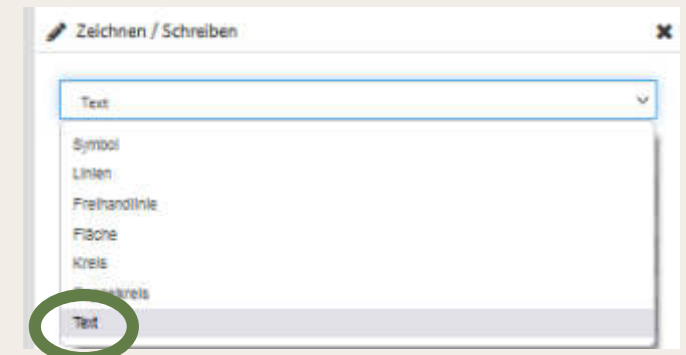 Zeichnen / Schreiben
Text
Symbol
Linien
Freihandlinie
Fläche
Kreis
Text